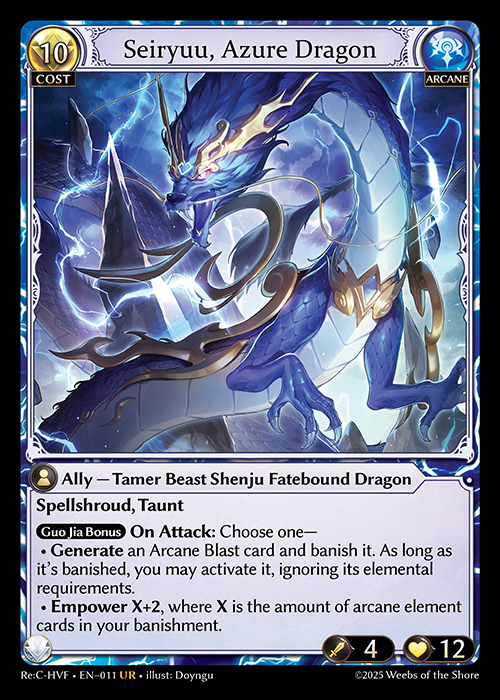 10
COST
Seiryuu, Azure Dragon
ARCANE
Ally — Tamer Beast Shenju Fatebound Dragon
Spellshroud, Taunt
Guo Jia Bonus On Attack: Choose one—
• Generate an Arcane Blast card and banish it. As long as
it's banished, you may activate it, ignoring its elemental
requirements.
• Empower X+2, where X is the amount of arcane element
cards in your banishment.
4
12
Re:C-HVF • EN-011 UR • illust: Doyngu
©2025 Weebs of the Shore